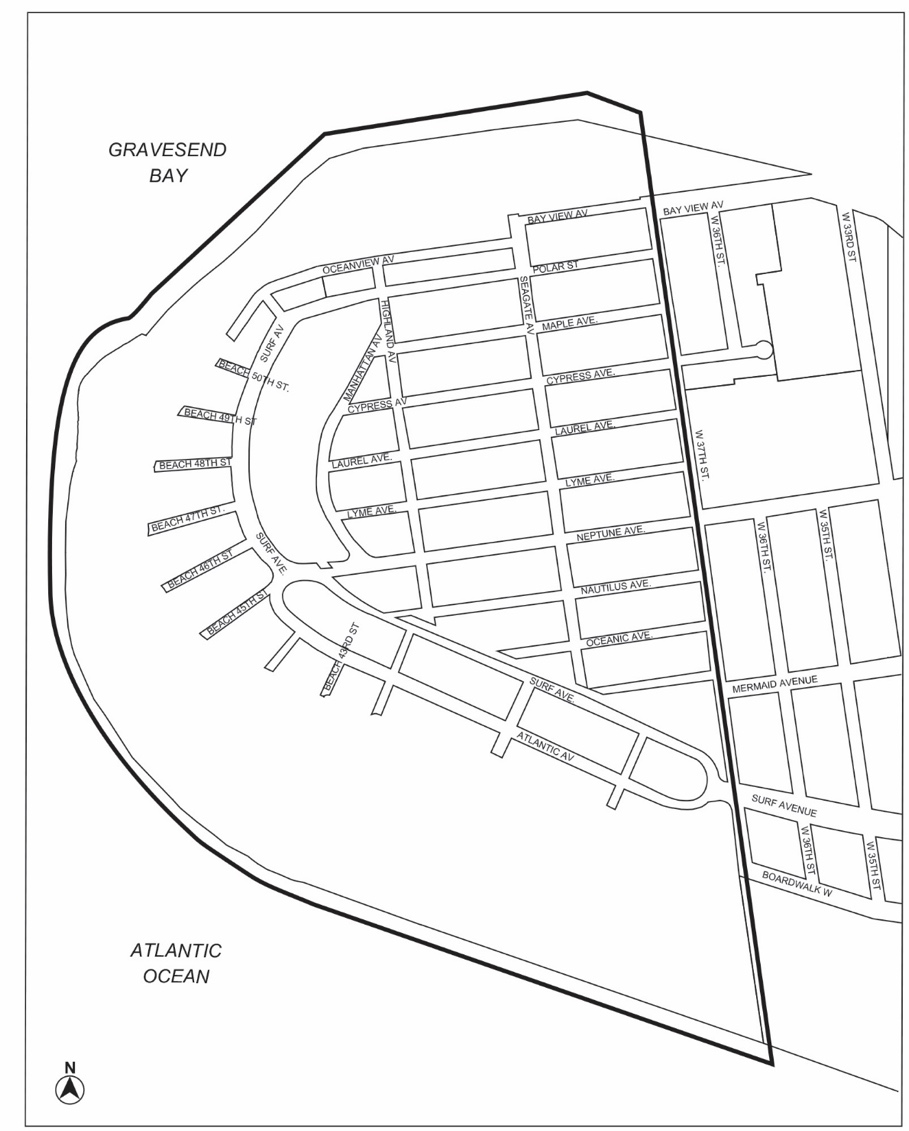 GRAVESEND
BAY
BAY VIEW AV
BAY VIEW AV
W 36TH ST.
W 33RD ST
OCEANVIEW AV
POLAR ST
SEAGATE AV
HIGHLAND AV
MAPLE AVE.
SURF AV
MANHATTAN AV
BEACH 50TH ST.
CYPRESS AVE.
CYPRESS AV
BEACH 49TH ST
LAUREL AVE.
W 37TH ST.
LAUREL AVE.
BEACH 48TH ST
LYME AVE.
LYME AVE.
BEACH 47TH ST.
W 36TH ST.
W 35TH ST.
NEPTUNE AVE.
SURF AVE.
BEACH 46TH ST
NAUTILUS AVE.
BEACH 45TH ST
OCEANIC AVE.
BEACH 43RD ST
MERMAID AVENUE
SURF AVE.
ATLANTIC AV
SURF AVENUE
W 36TH ST.
W 35TH ST
BOARDWALK W
ATLANTIC
OCEAN
N